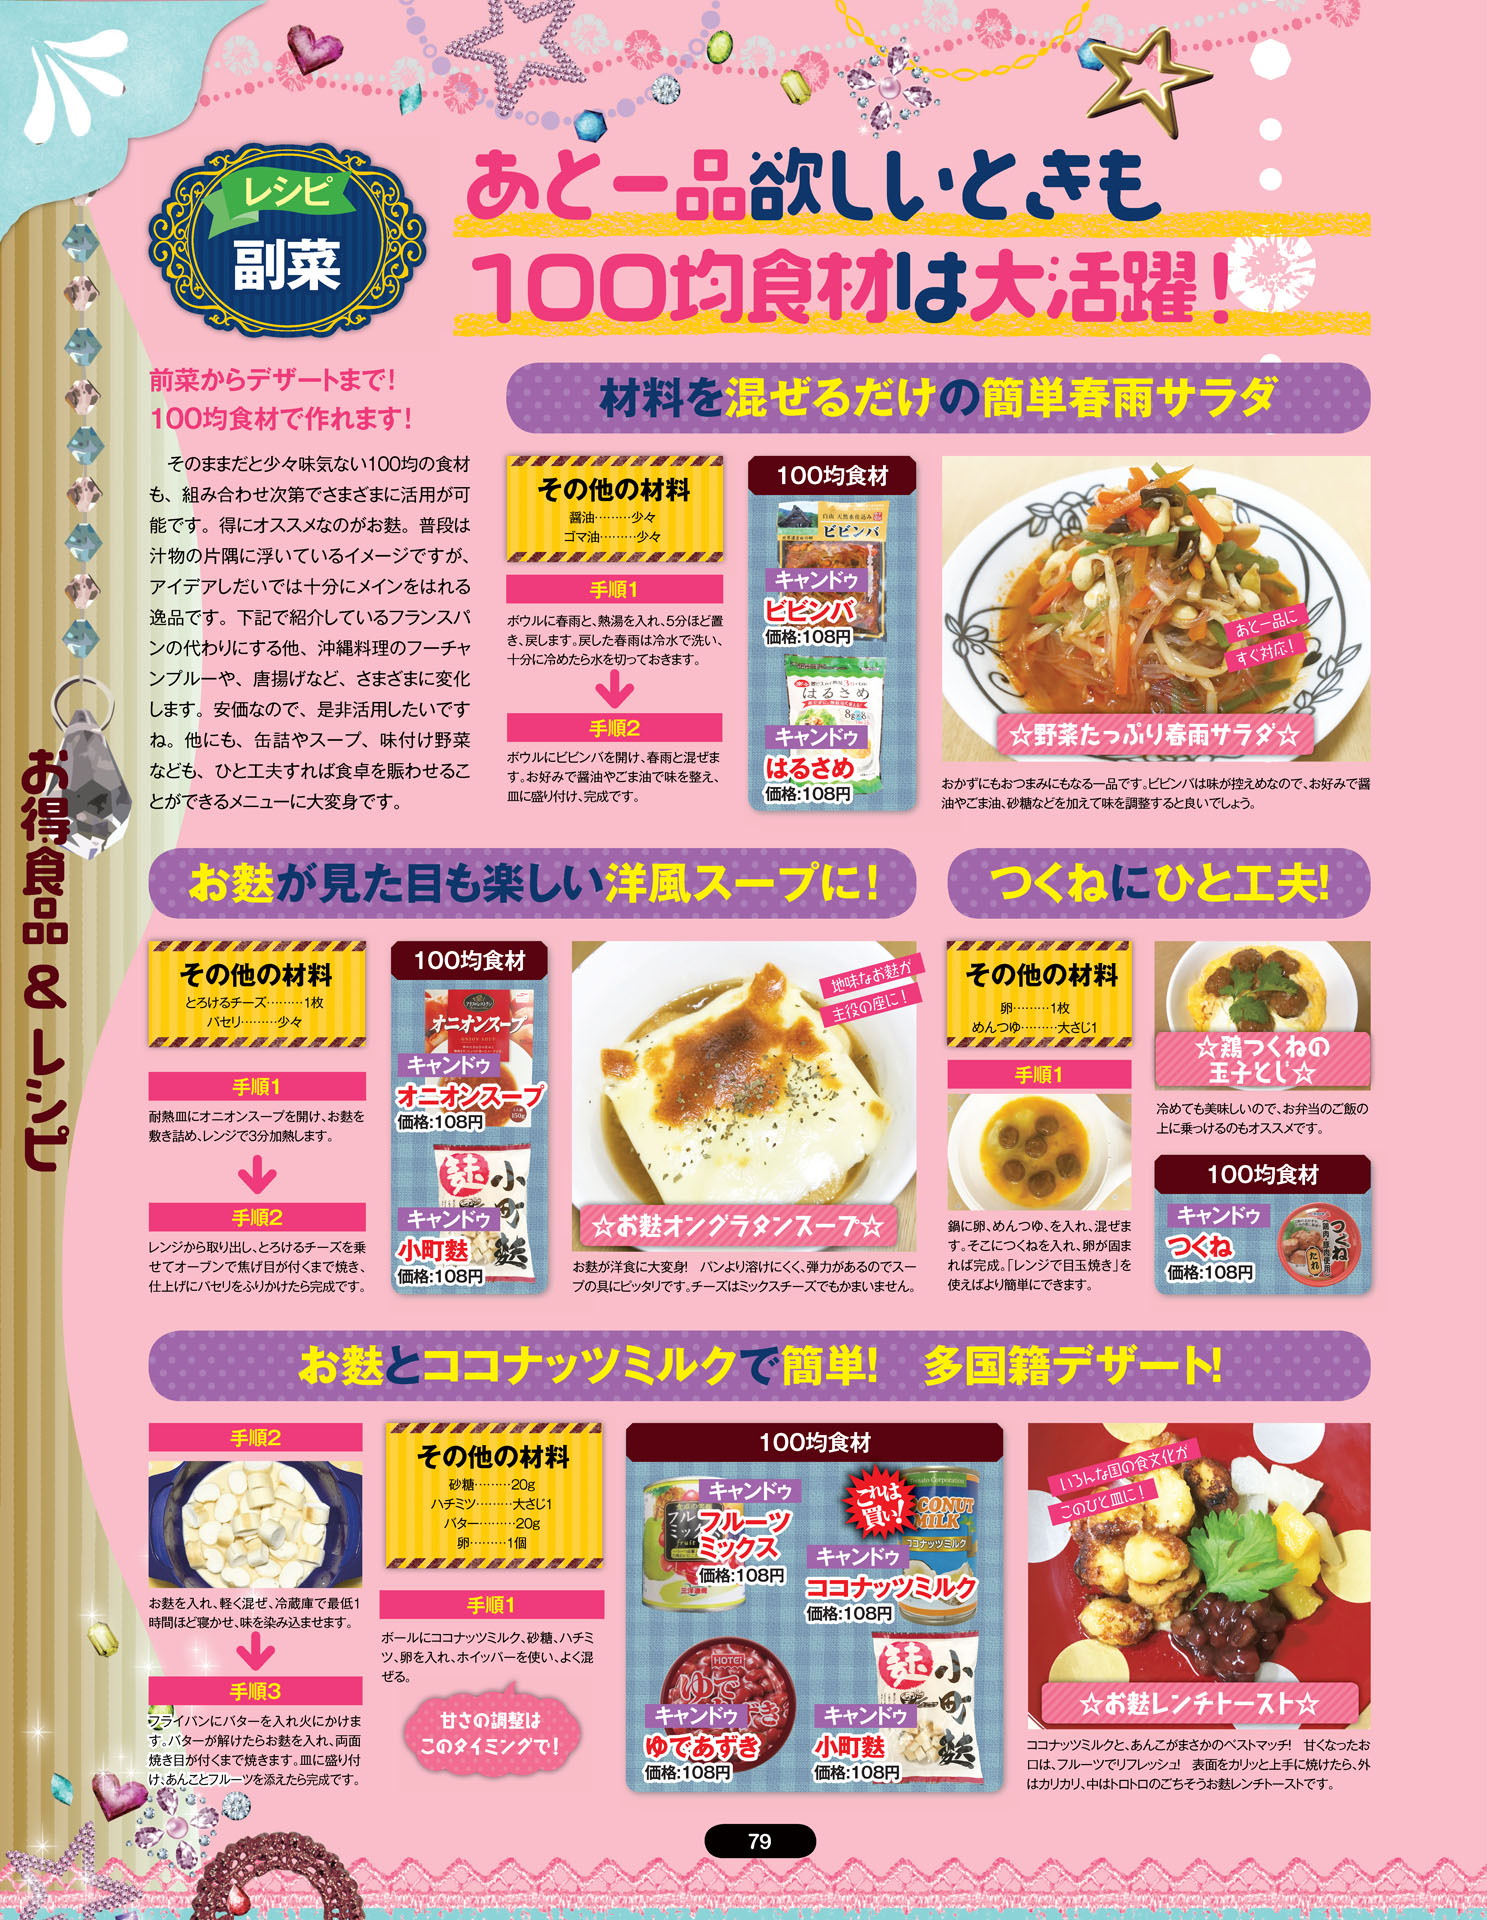 レシピ
副菜
あと一品欲しいときも
100均食材は大活躍！
前菜からデザートまで！
100均食材で作れます！
そのままだと少々味気ない100均の食材
も、組み合わせ次第でさまざまに活用が可
能です。得にオススメなのがお麩。普段は
汁物の片隅に浮いているイメージですが、
アイデアしだいでは十分にメインをはれる
逸品です。下記で紹介しているフランスパ
ンの代わりにする他、沖縄料理のフーチャ
ンプルーや、唐揚げなど、さまざまに変化
します。安価なので、是非活用したいです
ね。他にも、缶詰やスープ、味付け野菜
なども、ひと工夫すれば食卓を賑わせるこ
とができるメニューに大変身です。
材料を混ぜるだけの簡単春雨サラダ
その他の材料
醤油………少々
ゴマ油………少々
手順1
ボウルに春雨と、熱湯を入れ、5分ほど置
き、戻します。戻した春雨は冷水で洗い、
十分に冷めたら水を切っておきます。
手順2
ボウルにビビンバを開け、春雨と混ぜま
す。お好みで醤油やごま油で味を整え、
皿に盛り付け、完成です。
100均食材
白山 天然水仕込み
ビビンバ
キャンドゥ
ビビンバ
価格:108円
はるさめ
キャンドゥ
はるさめ
価格:108円
あと一品に
すぐ対応！
☆野菜たっぷり春雨サラダ☆
おかずにもおつまみにもなる一品です。ビビンバは味が控えめなので、お好みで醤
油やごま油、砂糖などを加えて味を調整すると良いでしょう。
お麩が見た目も楽しい洋風スープに！
その他の材料
とろけるチーズ………1枚
パセリ………少々
手順1
耐熱皿にオニオンスープを開け、お麩を
敷き詰め、レンジで3分加熱します。
手順2
レンジから取り出し、とろけるチーズを乗
せてオーブンで焦げ目が付くまで焼き、
仕上げにパセリをふりかけたら完成です。
100均食材
オニオンスープ
ONION SOUP
キャンドゥ
オニオンスープ
150g
価格:108円
麩
小町麩
キャンドゥ
小町麩
価格:108円
地味なお麩が
主役の座に！
☆お麩オングラタンスープ☆
お麩が洋食に大変身！　パンより溶けにくく、弾力があるのでスー
プの具にピッタリです。チーズはミックスチーズでもかまいません。
つくねにひと工夫！
その他の材料
卵………1枚
めんつゆ………大さじ1
手順1
鍋に卵、めんつゆ、を入れ、混ぜま
す。そこにつくねを入れ、卵が固ま
れば完成。「レンジで目玉焼き」を
使えばより簡単にできます。
☆鶏つくねの
玉子とじ☆
冷めても美味しいので、お弁当のご飯の
上に乗っけるのもオススメです。
100均食材
キャンドゥ
つくね
価格:108円
つくね
たれ
お麩とココナッツミルクで簡単！　多国籍デザート！
手順2
お麩を入れ、軽く混ぜ、冷蔵庫で最低1
時間ほど寝かせ、味を染み込ませます。
手順3
フライパンにバターを入れ火にかけま
す。バターが解けたらお麩を入れ、両面
焼き目が付くまで焼きます。皿に盛り付
け、あんことフルーツを添えたら完成です。
その他の材料
砂糖………20g
ハチミツ………大さじ1
バター………20g
卵………1個
手順1
ボールにココナッツミルク、砂糖、ハチミ
ツ、卵を入れ、ホイッパーを使い、よく混
ぜる。
甘さの調整は
このタイミングで！
100均食材
キャンドゥ
フルーツ
ミックス
価格:108円
これは
買い！
COCONUT
MILK
ココナッツミルク
キャンドゥ
ココナッツミルク
価格:108円
HOTEi
キャンドゥ
ゆであずき
価格:108円
麩
小町麩
キャンドゥ
小町麩
価格:108円
いろんな国の食文化が
このひと皿に！
☆お麩レンチトースト☆
ココナッツミルクと、あんこがまさかのベストマッチ！　甘くなったお
口は、フルーツでリフレッシュ！　表面をカリッと上手に焼けたら、外
はカリカリ、中はトロトロのごちそうお麩レンチトーストです。
お得食品 & レシピ
79